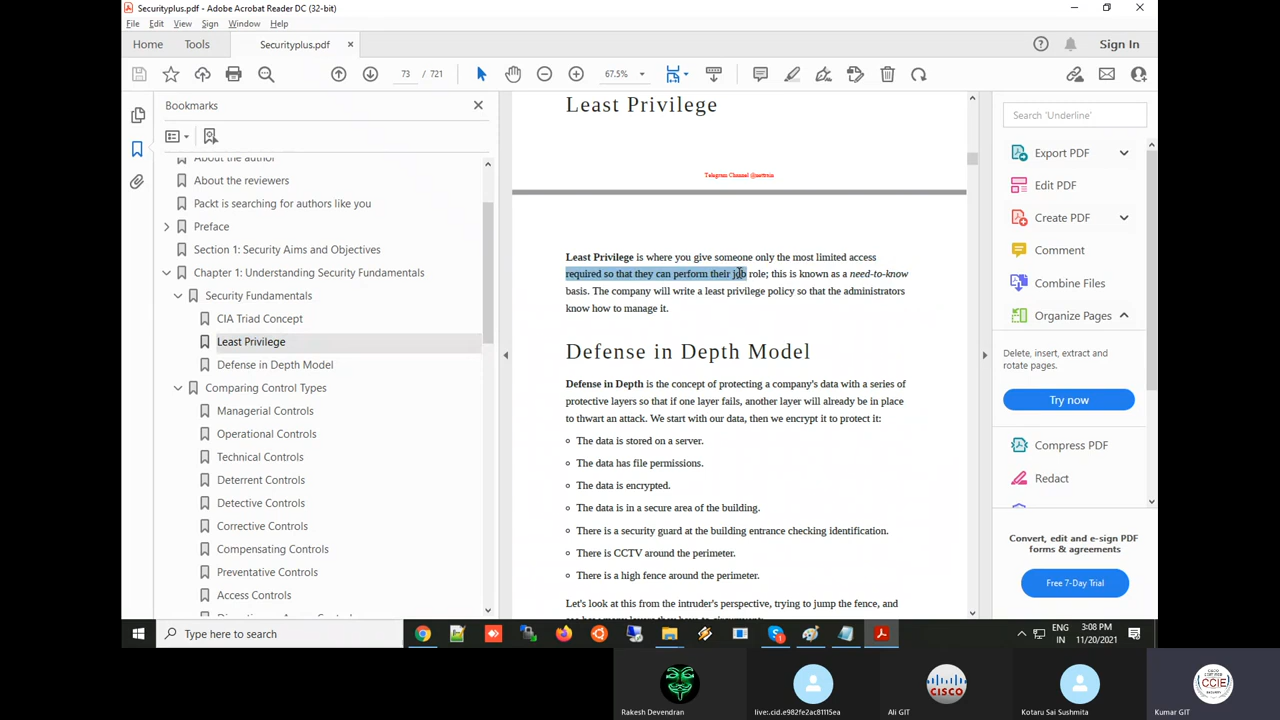 Securityplus.pdf - Adobe Acrobat Reader DC (32-bit)
File Edit View Sign Window Help
Home Tools Securityplus.pdf Sign In
73 / 721 67.5%
Bookmarks
About the author
About the reviewers
Packt is searching for authors like you
Preface
Section 1: Security Aims and Objectives
Chapter 1: Understanding Security Fundamentals
Security Fundamentals
CIA Triad Concept
Least Privilege
Defense in Depth Model
Comparing Control Types
Managerial Controls
Operational Controls
Technical Controls
Deterrent Controls
Detective Controls
Corrective Controls
Compensating Controls
Preventative Controls
Access Controls
Least Privilege
Telegram Channel @nettrain
Least Privilege is where you give someone only the most limited access
required so that they can perform their job role; this is known as a need-to-know
basis. The company will write a least privilege policy so that the administrators
know how to manage it.
Defense in Depth Model
Defense in Depth is the concept of protecting a company's data with a series of
protective layers so that if one layer fails, another layer will already be in place
to thwart an attack. We start with our data, then we encrypt it to protect it:
The data is stored on a server.
The data has file permissions.
The data is encrypted.
The data is in a secure area of the building.
There is a security guard at the building entrance checking identification.
There is CCTV around the perimeter.
There is a high fence around the perimeter.
Let's look at this from the intruder's perspective, trying to jump the fence, and
Search 'Underline'
Export PDF
Edit PDF
Create PDF
Comment
Combine Files
Organize Pages
Delete, insert, extract and
rotate pages.
Try now
Compress PDF
Redact
Convert, edit and e-sign PDF
forms & agreements
Free 7-Day Trial
Type here to search
ENG
IN
3:08 PM
11/20/2021
CISCO
CISCO
CERTIFIED
CCIE
SECURITY
Rakesh Devendran
live:.cid.e982fe2ac81115ea
Ali GIT
Kotaru Sai Sushmita
Kumar GIT